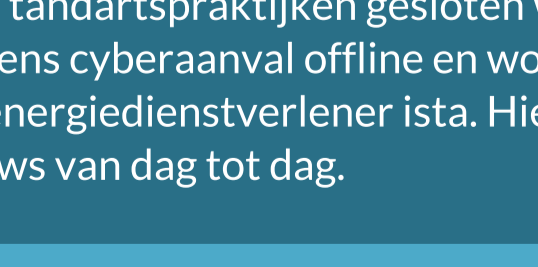 tandartspraktijken gesloten
ens cyberaanval offline en wo
energiedienstverlener ista. Hie
ws van dag tot dag.